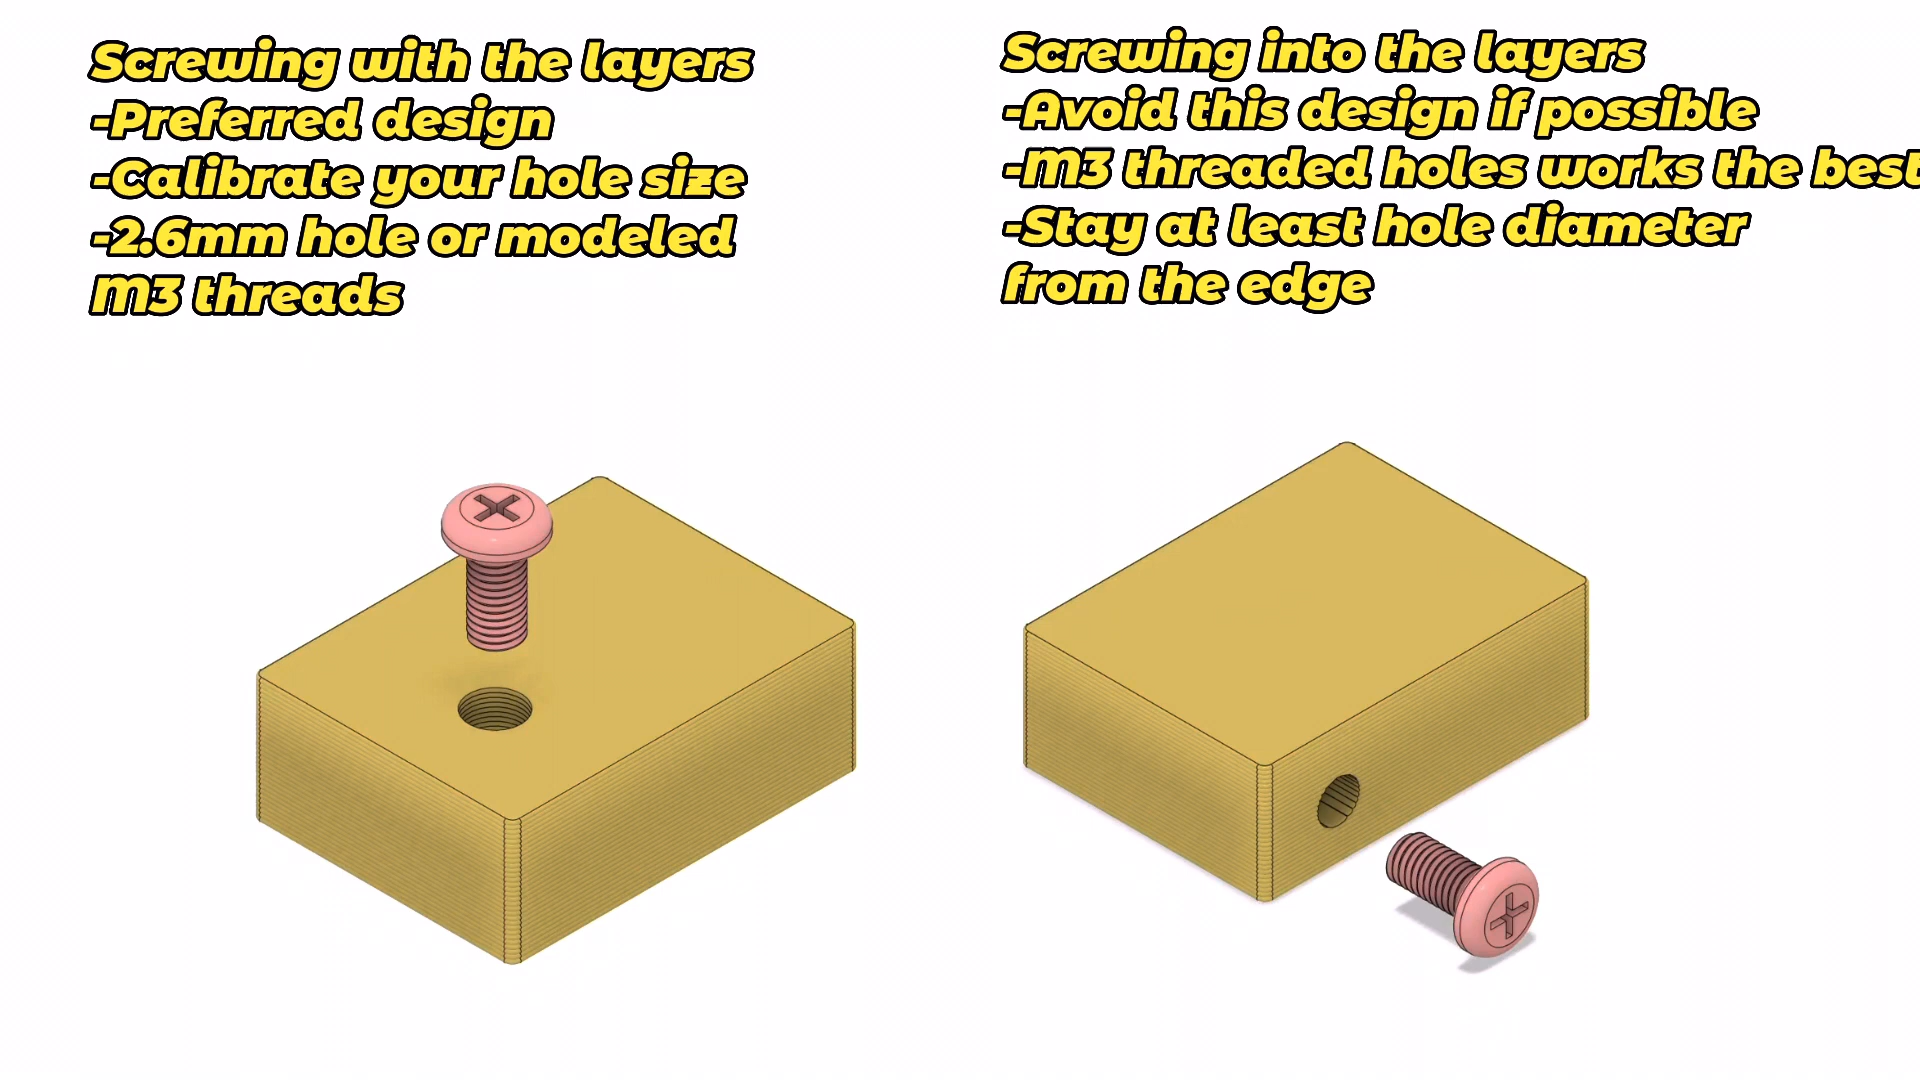 Screwing with the layers
-Preferred design
-Calibrate your hole size
-2.6mm hole or modeled
M3 threads
Screwing into the layers
-Avoid this design if possible
-M3 threaded holes works the best
-Stay at least hole diameter
from the edge